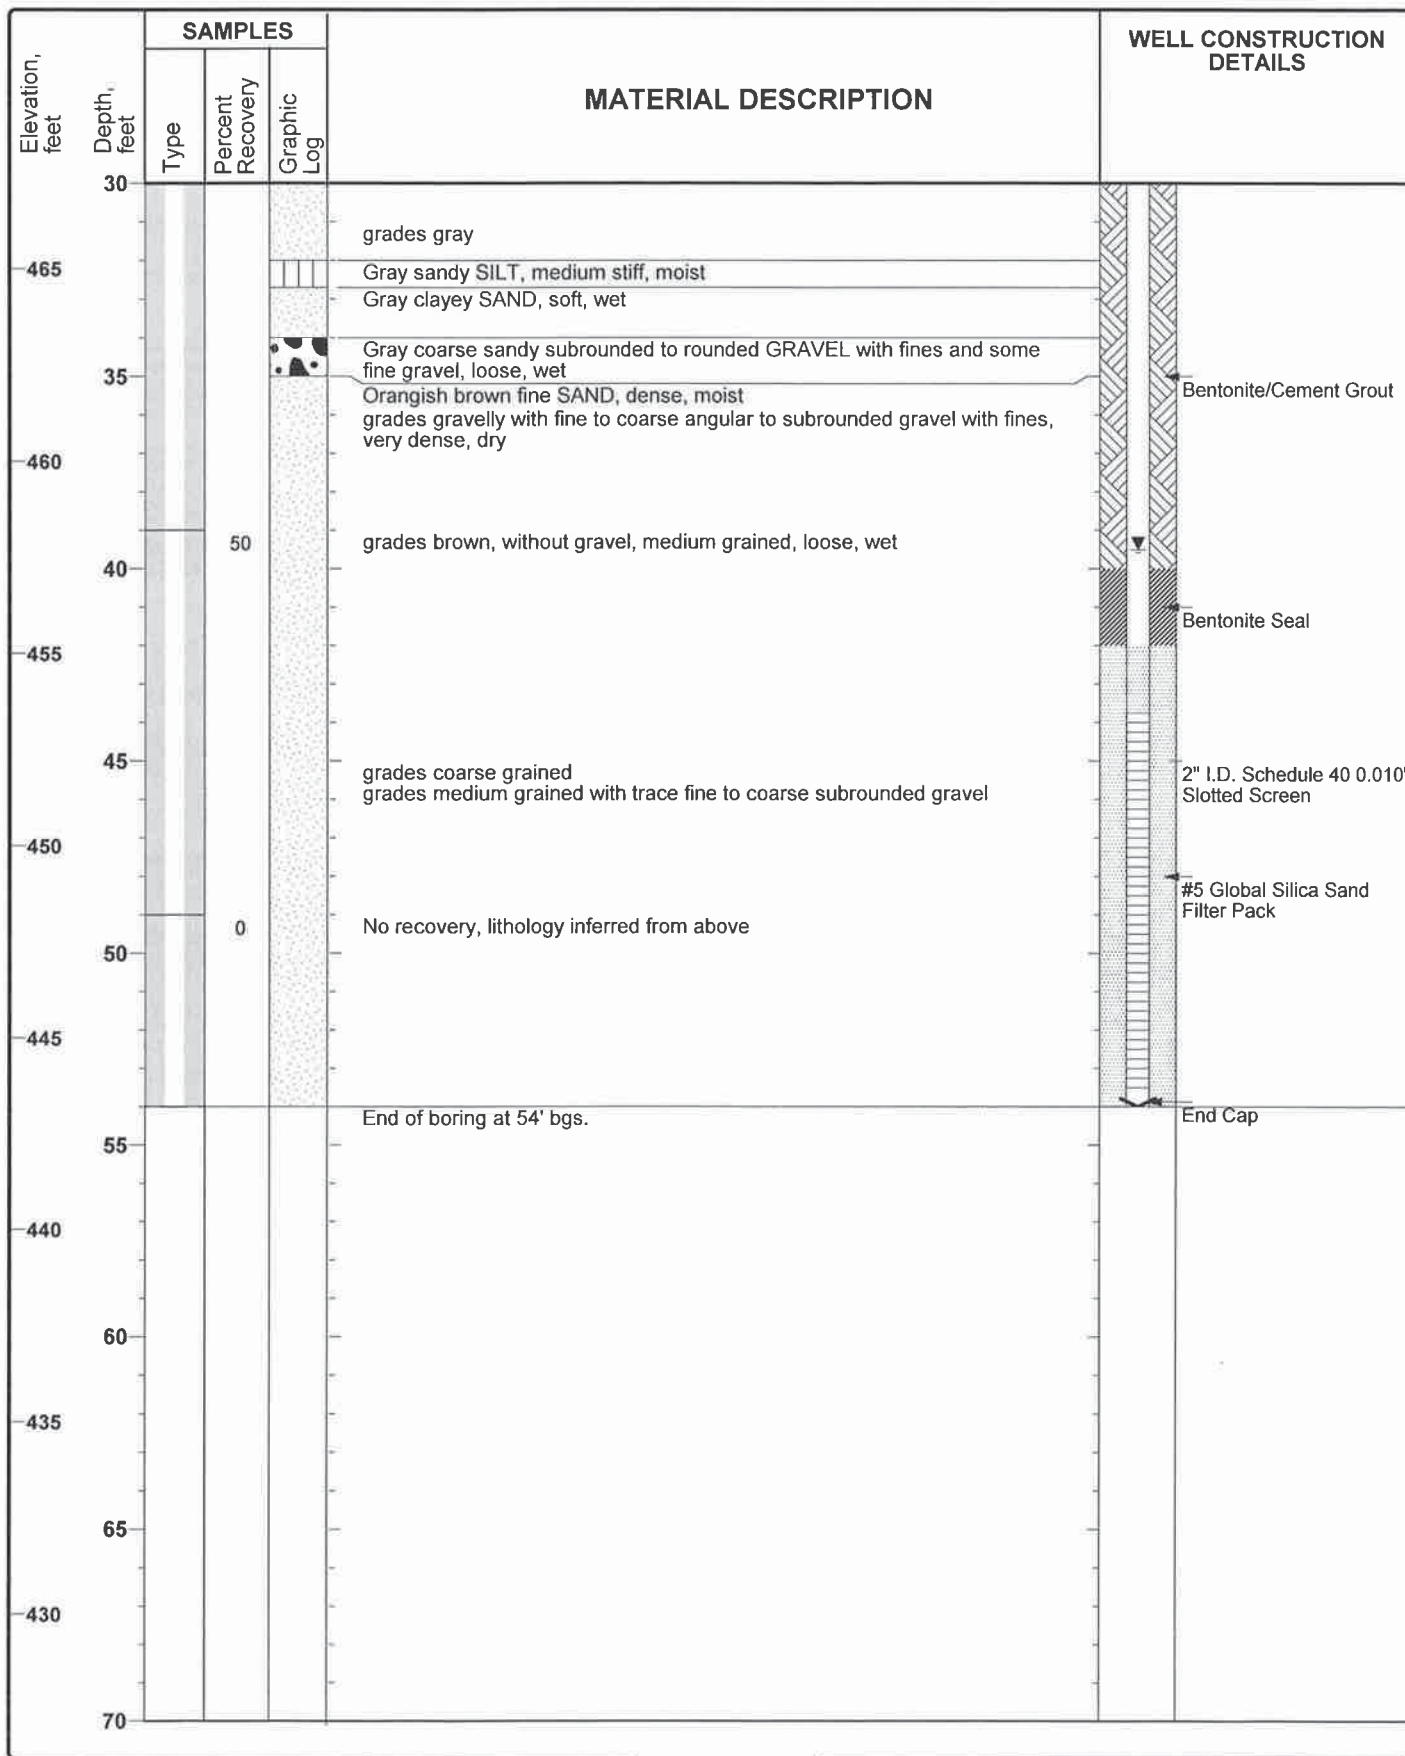 SAMPLES
WELL CONSTRUCTION
DETAILS
MATERIAL DESCRIPTION
Elevation,
feet
Depth,
feet
Type
Percent
Recovery
Graphic
Log
30
grades gray
465
Gray sandy SILT, medium stiff, moist
Gray clayey SAND, soft, wet
Gray coarse sandy subrounded to rounded GRAVEL with fines and some
fine gravel, loose, wet
35
Bentonite/Cement Grout
Orangish brown fine SAND, dense, moist
grades gravelly with fine to coarse angular to subrounded gravel with fines,
very dense, dry
460
50
grades brown, without gravel, medium grained, loose, wet
40
Bentonite Seal
455
45
grades coarse grained
2" I.D. Schedule 40 0.010"
grades medium grained with trace fine to coarse subrounded gravel
Slotted Screen
450
#5 Global Silica Sand
Filter Pack
0
No recovery, lithology inferred from above
50
445
End of boring at 54' bgs.
End Cap
55
440
60
435
65
430
70